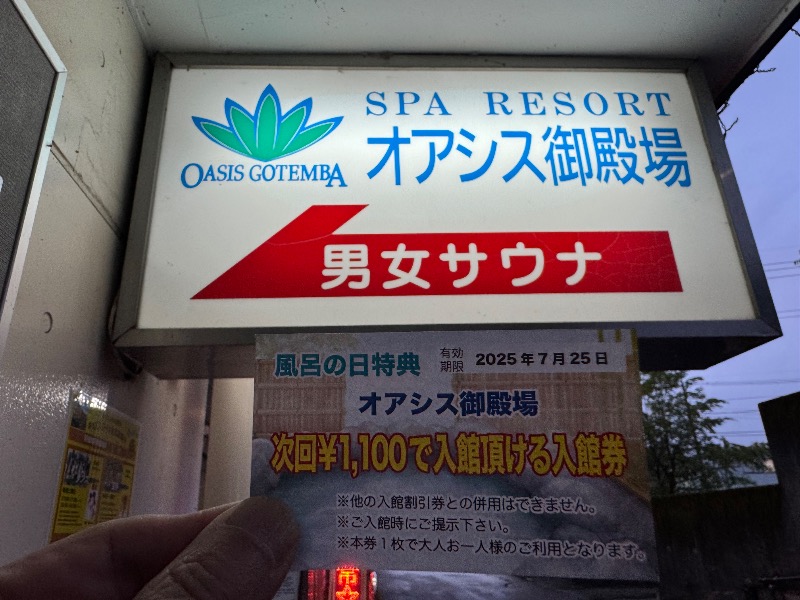 SPA RESORT
オアシス御殿場
OASIS GOTEMBA
男女サウナ
風呂の日特典
有効期限 2025年7月25日
オアシス御殿場
次回¥1,100で入館頂ける入館券
※他の入館割引券との併用はできません。
※ご入館時にご提示下さい。
※本券1枚で大人お一人様のご利用となります。